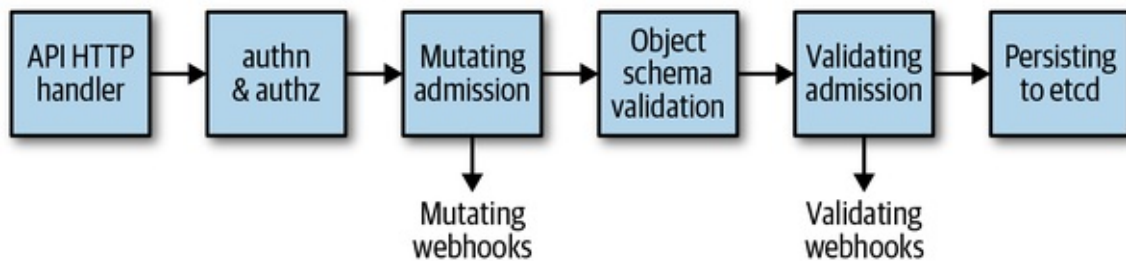 API HTTP
handler
authn
& authz
Mutating
admission
Object
schema
validation
Validating
admission
Persisting
to etcd
Mutating
webhooks
Validating
webhooks